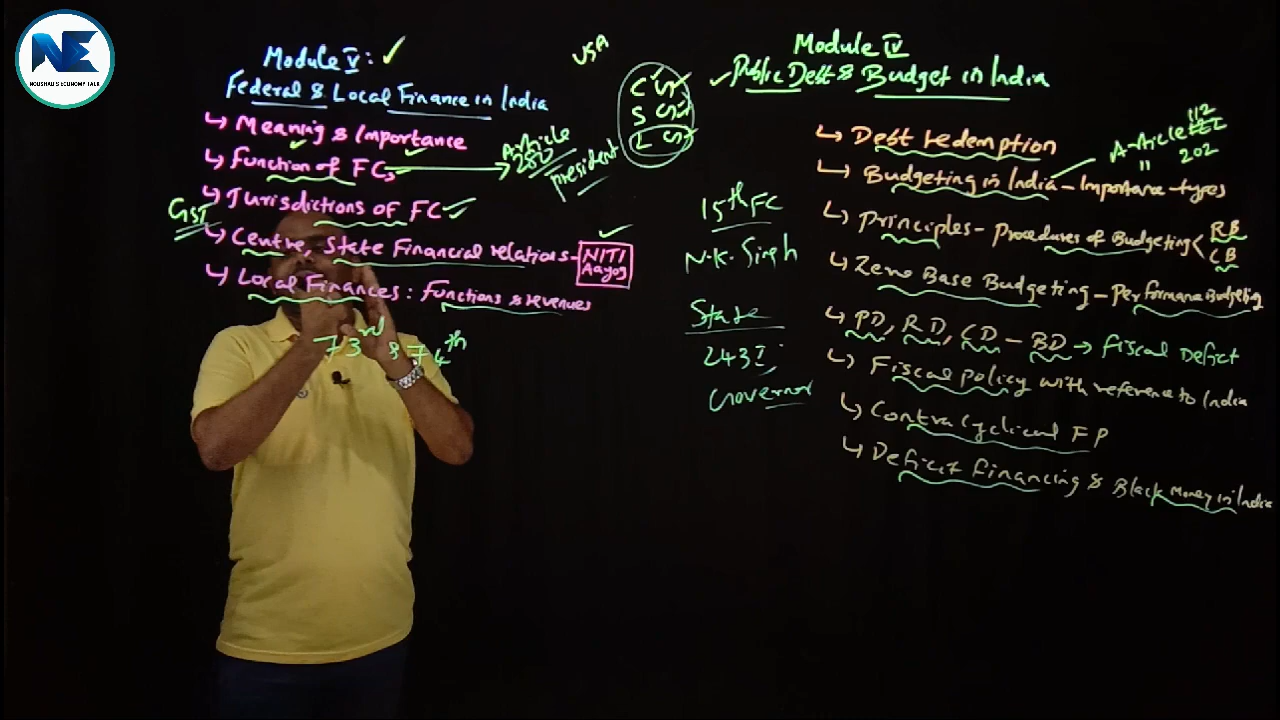 NE
NOUSHAD'S ECONOMY TALK
Module V: ✓
Federal & Local Finance in India
↳ Meaning & Importance
↳ Function of FCs → Article 280
President
↳ Jurisdictions of FC ✓
GST
↳ Centre, State Financial relations - NITI Aayog
↳ Local Finances: Functions & revenues
73rd & 74th
USA
C G
S G
L G
15th FC
N.K. Singh
State
243 I
Governor
Module IV
✓ Public Debt & Budget in India
↳ Debt redemption
Article 112
" 202
↳ Budgeting in India - Importance - types
↳ Principles - Procedures of Budgeting < RB
CB
↳ Zero Base Budgeting - Performance Budgeting
↳ PD, RD, CD - BD → Fiscal Deficit
↳ Fiscal policy with reference to India
↳ Contra Cyclical FP
↳ Deficit financing & Black Money in India